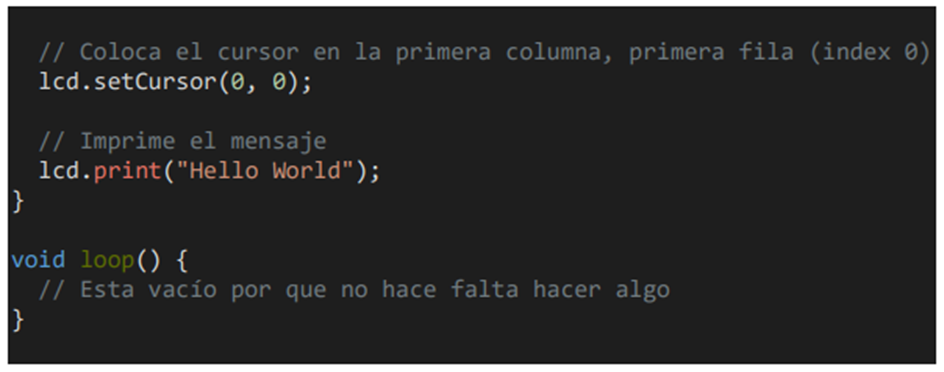 // Coloca el cursor en la primera columna, primera fila (index 0)
lcd.setCursor(0, 0);
// Imprime el mensaje
lcd.print("Hello World");
}
void loop() {
// Esta vacío por que no hace falta hacer algo
}